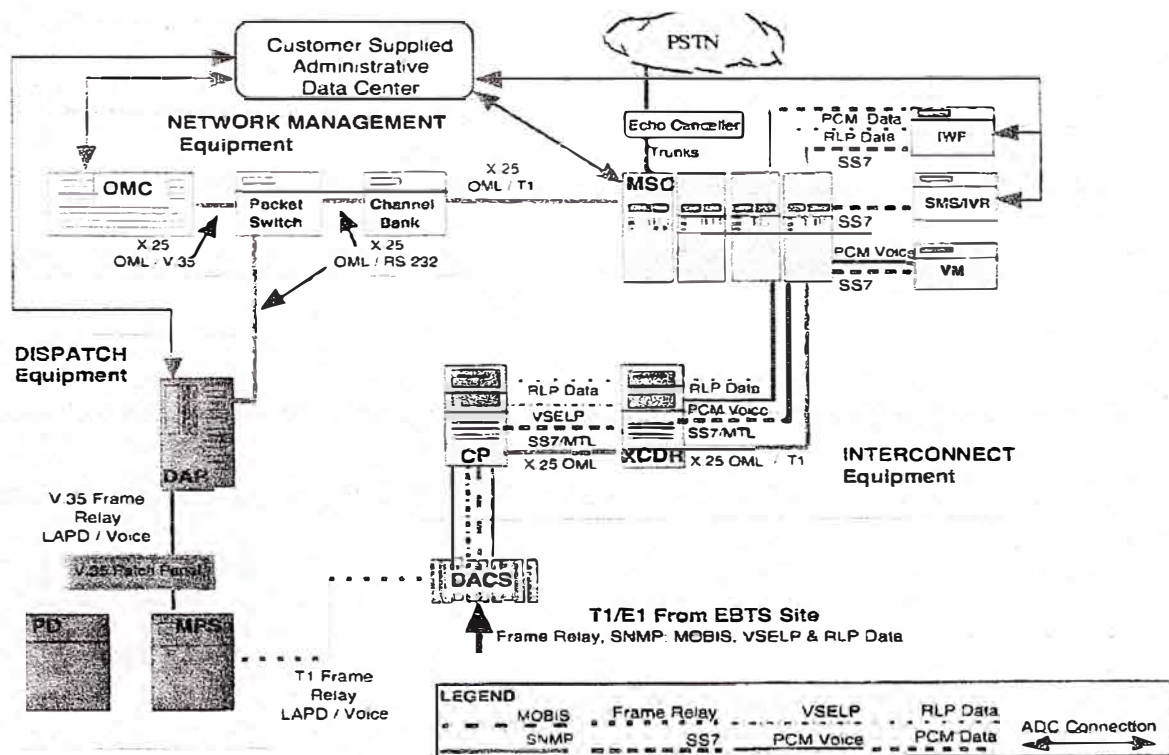 Customer Supplied
Administrative
Data Center
PSTN
NETWORK MANAGEMENT
Equipment
Echo Canceller
Trunks
PCM Data
RLP Data
SS7
IWF
OMC
Packet
Switch
Channel
Bank
X.25
OML / T1
MSC
SS7
SMS/IVR
X.25
OML / V.35
X.25
OML / RS 232
PCM Voice
SS7
VM
DISPATCH
Equipment
DAP
RLP Data
VSELP
SS7/MTL
X.25 OML
CP
XCDR
RLP Data
PCM Voice
SS7/MTL
X.25 OML / T1
INTERCONNECT
Equipment
V.35 Frame
Relay
LAPD / Voice
V.35 Patch Panel
DACS
PD
MPS
T1/E1 From EBTS Site
Frame Relay, SNMP: MOBIS, VSELP & RLP Data
T1 Frame
Relay
LAPD / Voice
LEGEND
MOBIS Frame Relay VSELP RLP Data
SNMP SS7 PCM Voice PCM Data
ADC Connection